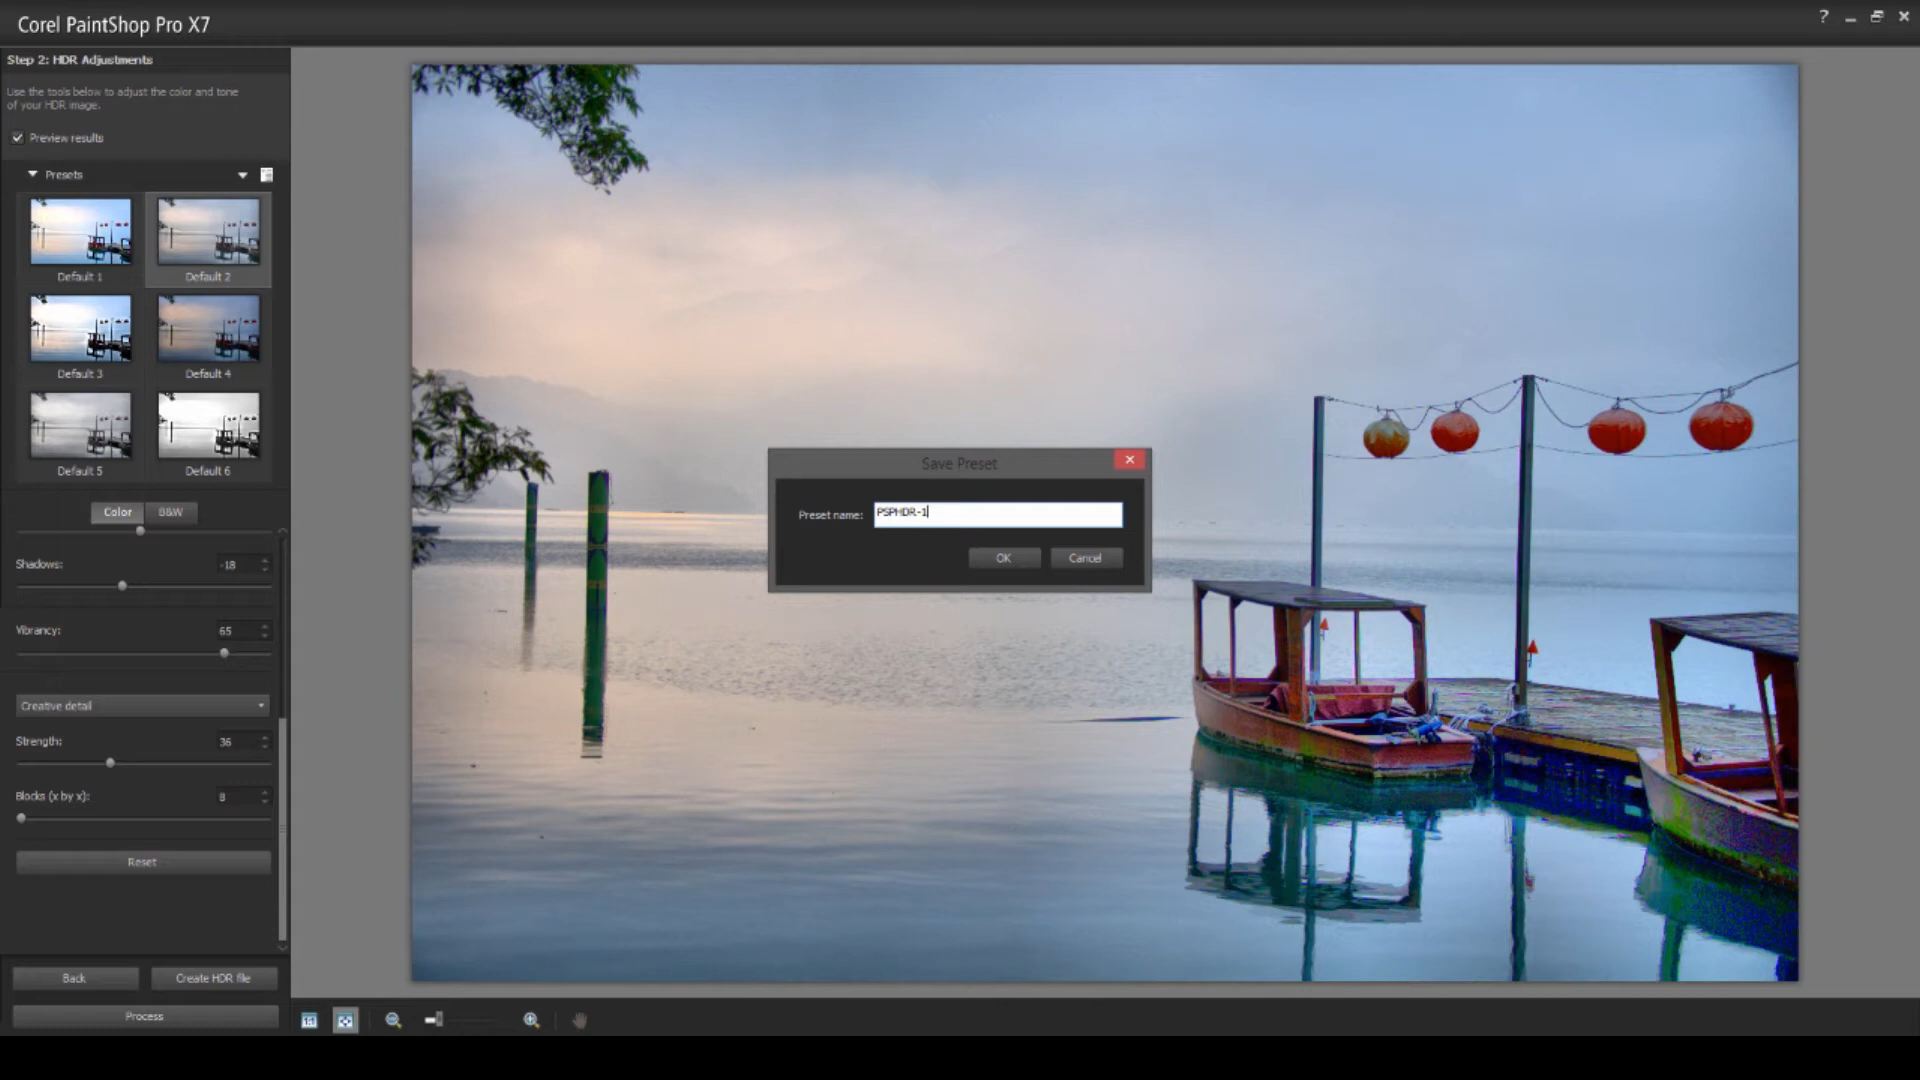 Corel PaintShop Pro X7
?
Step 2: HDR Adjustments
Use the tools below to adjust the color and tone
of your HDR image.
Preview results
Presets
Default 1
Default 2
Default 3
Default 4
Default 5
Default 6
Color
B&W
Shadows:
-18
Vibrancy:
65
Creative detail
Strength:
36
Blocks (x by x):
8
Reset
Back
Create HDR file
Process
Save Preset
Preset name:
PSPHDR-1
OK
Cancel
1:1